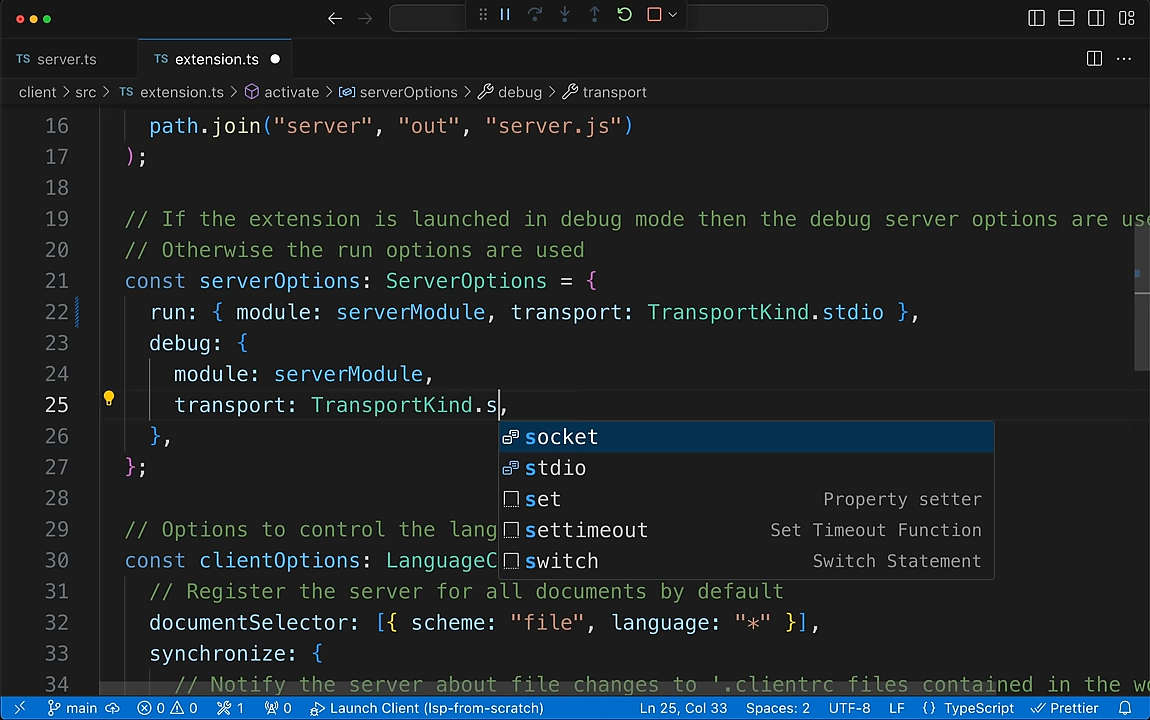 TS server.ts TS extension.ts
client > src > TS extension.ts > activate > serverOptions > debug > transport
16 path.join("server", "out", "server.js")
17 );
18
19 // If the extension is launched in debug mode then the debug server options are use
20 // Otherwise the run options are used
21 const serverOptions: ServerOptions = {
22 run: { module: serverModule, transport: TransportKind.stdio },
23 debug: {
24 module: serverModule,
25 transport: TransportKind.s,
26 },
socket
27 };
stdio
28
set Property setter
29 // Options to control the lang
settimeout Set Timeout Function
30 const clientOptions: LanguageC
switch Switch Statement
31 // Register the server for all documents by default
32 documentSelector: [{ scheme: "file", language: "*" }],
33 synchronize: {
34 // Notify the server about file changes to '.clientrc files contained in the wo
main 0 0 1 0 Launch Client (lsp-from-scratch) Ln 25, Col 33 Spaces: 2 UTF-8 LF {} TypeScript Prettier